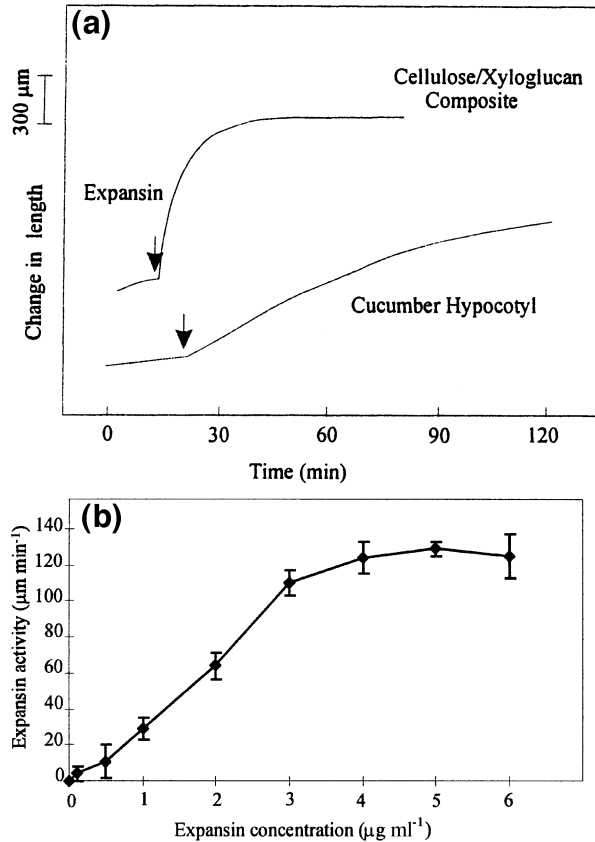 (a)
300 µm
Change in length
Cellulose/Xyloglucan
Composite
Expansin
Cucumber Hypocotyl
0 30 60 90 120
Time (min)
(b)
Expansin activity (µm min⁻¹)
140
120
100
80
60
40
20
0
0 1 2 3 4 5 6
Expansin concentration (µg ml⁻¹)